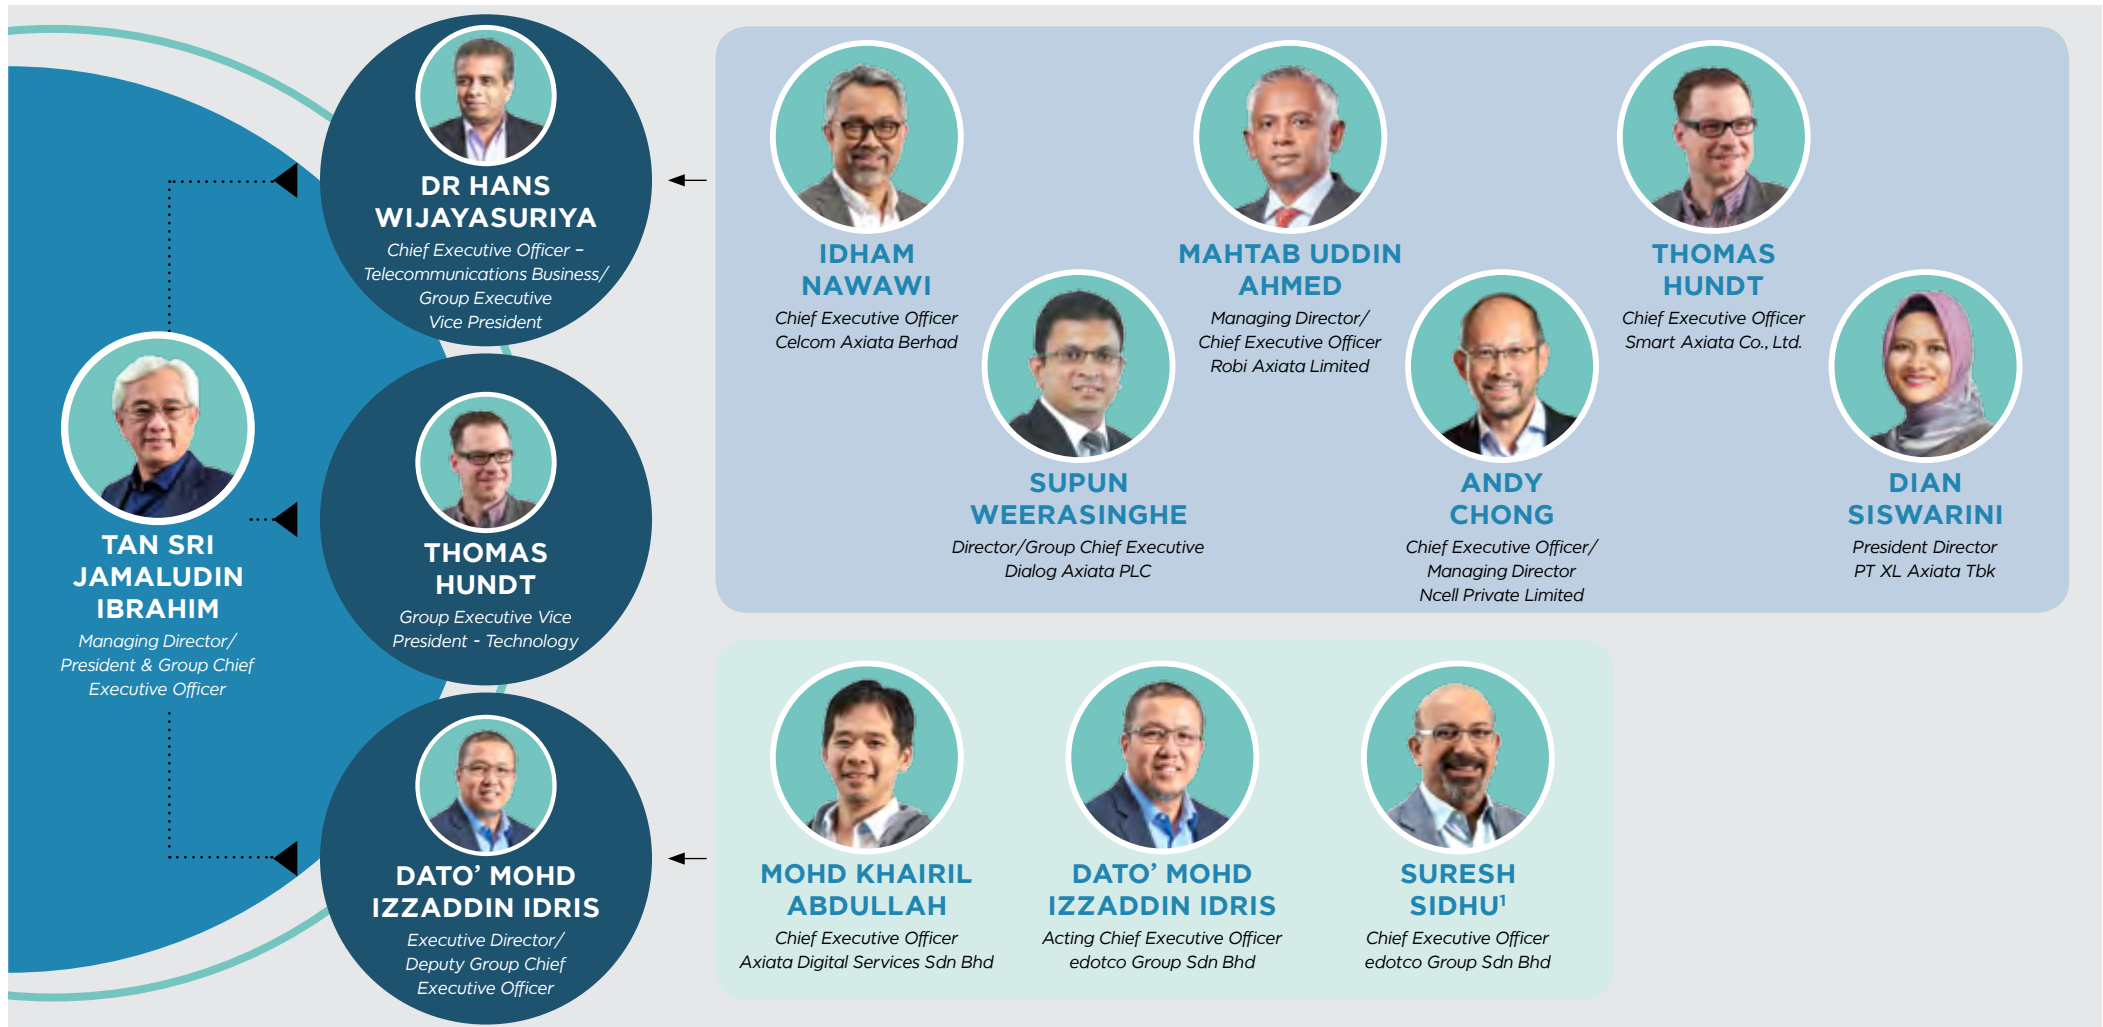 DR HANS
WIJAYASURIYA
Chief Executive Officer –
Telecommunications Business/
Group Executive
Vice President
TAN SRI
JAMALUDIN
IBRAHIM
Managing Director/
President & Group Chief
Executive Officer
THOMAS
HUNDT
Group Executive Vice
President - Technology
DATO’ MOHD
IZZADDIN IDRIS
Executive Director/
Deputy Group Chief
Executive Officer
IDHAM
NAWAWI
Chief Executive Officer
Celcom Axiata Berhad
SUPUN
WEERASINGHE
Director/Group Chief Executive
Dialog Axiata PLC
MAHTAB UDDIN
AHMED
Managing Director/
Chief Executive Officer
Robi Axiata Limited
ANDY
CHONG
Chief Executive Officer/
Managing Director
Ncell Private Limited
THOMAS
HUNDT
Chief Executive Officer
Smart Axiata Co., Ltd.
DIAN
SISWARINI
President Director
PT XL Axiata Tbk
MOHD KHAIRIL
ABDULLAH
Chief Executive Officer
Axiata Digital Services Sdn Bhd
DATO’ MOHD
IZZADDIN IDRIS
Acting Chief Executive Officer
edotco Group Sdn Bhd
SURESH
SIDHU¹
Chief Executive Officer
edotco Group Sdn Bhd